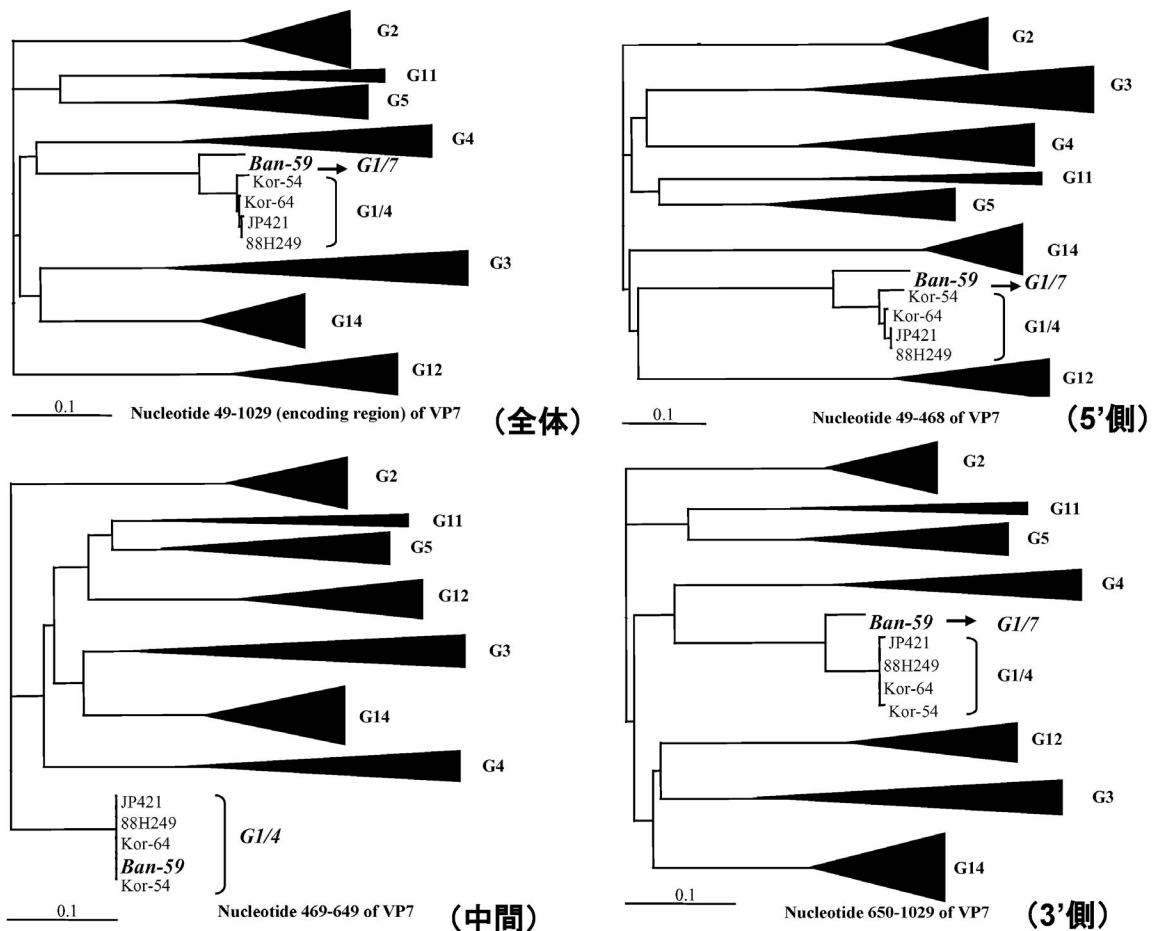 G2
G11
G5
G4
Ban-59 → G1/7
Kor-54
Kor-64
JP421
88H249
G1/4
G3
G14
G12
0.1
Nucleotide 49-1029 (encoding region) of VP7
(全体)
G2
G3
G4
G11
G5
G14
Ban-59 → G1/7
Kor-54
Kor-64
JP421
88H249
G1/4
G12
0.1
Nucleotide 49-468 of VP7
(5'側)
G2
G11
G5
G12
G3
G14
G4
JP421
88H249
Kor-64
Ban-59
Kor-54
G1/4
0.1
Nucleotide 469-649 of VP7
(中間)
G2
G11
G5
G4
Ban-59 → G1/7
JP421
88H249
Kor-64
Kor-54
G1/4
G12
G3
G14
0.1
Nucleotide 650-1029 of VP7
(3'側)